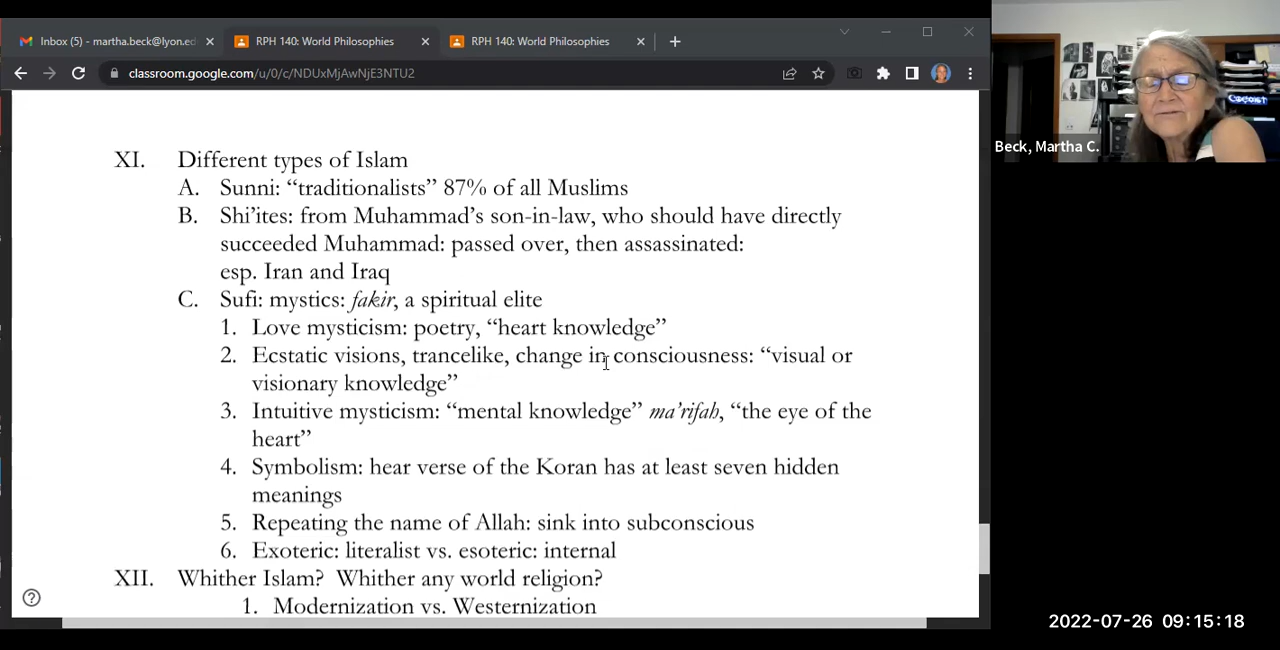 Inbox (5) - martha.beck@lyon.ed
RPH 140: World Philosophies
RPH 140: World Philosophies
classroom.google.com/u/0/c/NDUxMjAwNjE3NTU2
Beck, Martha C.
XI. Different types of Islam
A. Sunni: “traditionalists” 87% of all Muslims
B. Shi’ites: from Muhammad’s son-in-law, who should have directly
succeeded Muhammad: passed over, then assassinated:
esp. Iran and Iraq
C. Sufi: mystics: fakir, a spiritual elite
1. Love mysticism: poetry, “heart knowledge”
2. Ecstatic visions, trancelike, change in consciousness: “visual or
visionary knowledge”
3. Intuitive mysticism: “mental knowledge” ma’rifah, “the eye of the
heart”
4. Symbolism: hear verse of the Koran has at least seven hidden
meanings
5. Repeating the name of Allah: sink into subconscious
6. Exoteric: literalist vs. esoteric: internal
XII. Whither Islam? Whither any world religion?
1. Modernization vs. Westernization
2022-07-26 09:15:18